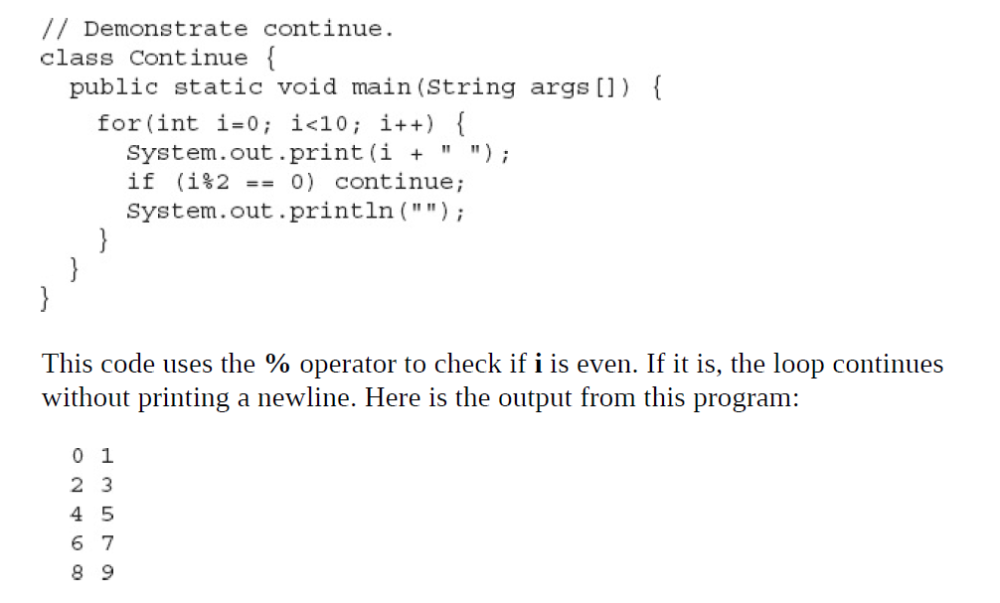 // Demonstrate continue.
class Continue {
  public static void main(String args[]) {
    for(int i=0; i<10; i++) {
      System.out.print(i + " ");
      if (i%2 == 0) continue;
      System.out.println("");
    }
  }
}
This code uses the % operator to check if i is even. If it is, the loop continues
without printing a newline. Here is the output from this program:
0 1
2 3
4 5
6 7
8 9